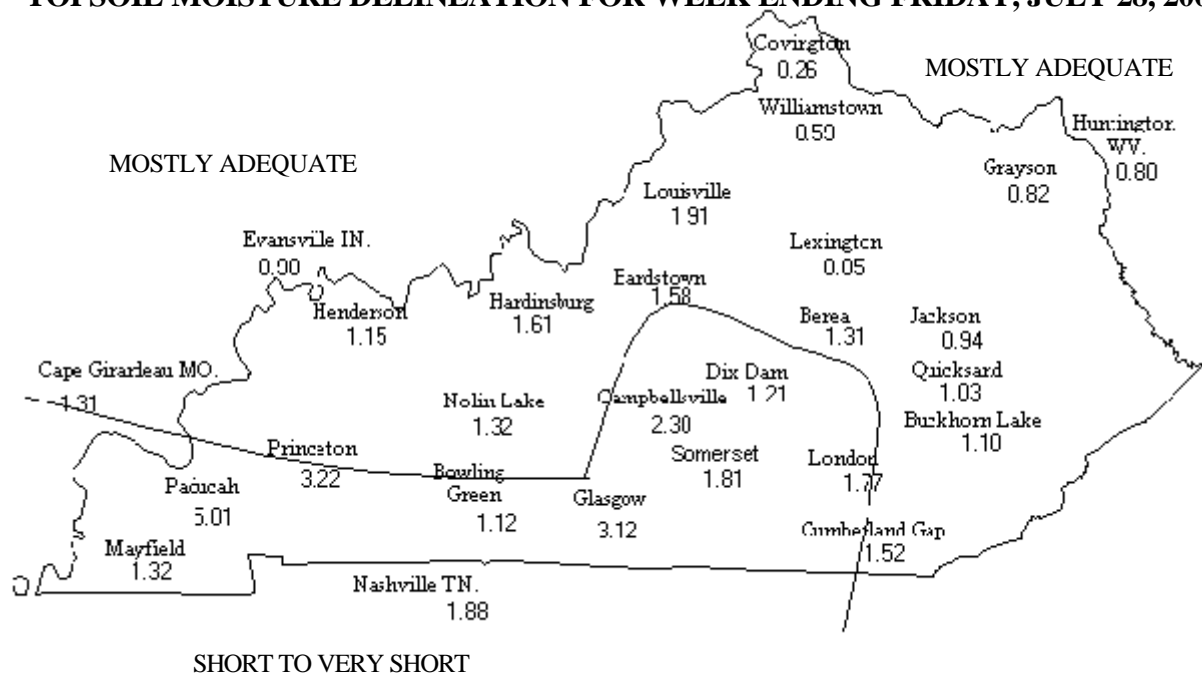 TOPSOIL MOISTURE DELINEATION FOR WEEK ENDING FRIDAY, JULY 28,
Covington
0.26
MOSTLY ADEQUATE
Williamstown
0.59
Huntington
WV.
0.80
MOSTLY ADEQUATE
Grayson
0.82
Louisville
1.91
Evansville IN.
0.90
Lexington
0.05
Henderson
1.15
Hardinsburg
1.61
Eardstown
1.58
Berea
1.31
Jackson
0.94
Cape Girardeau MO.
1.31
Dix Dam
1.21
Quicksard
1.03
Nolin Lake
1.32
Campbellsville
2.30
Buckhorn Lake
1.10
Princeton
3.22
Somerset
1.81
London
1.77
Paducah
5.01
Bowling
Green
1.12
Glasgow
3.12
Mayfield
1.32
Cumberland Gap
1.52
Nashville TN.
1.88
SHORT TO VERY SHORT